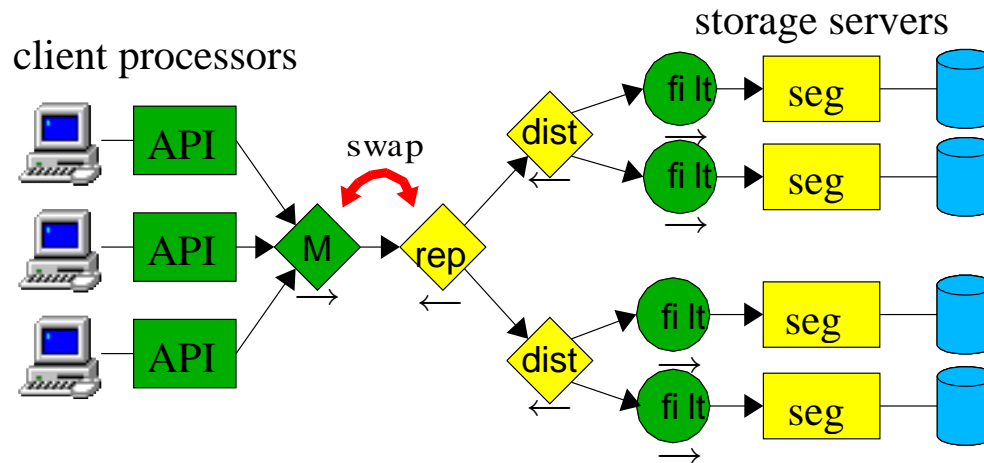 client processors
storage servers
API
API
API
swap
M
rep
dist
dist
fi lt
fi lt
fi lt
fi lt
seg
seg
seg
seg